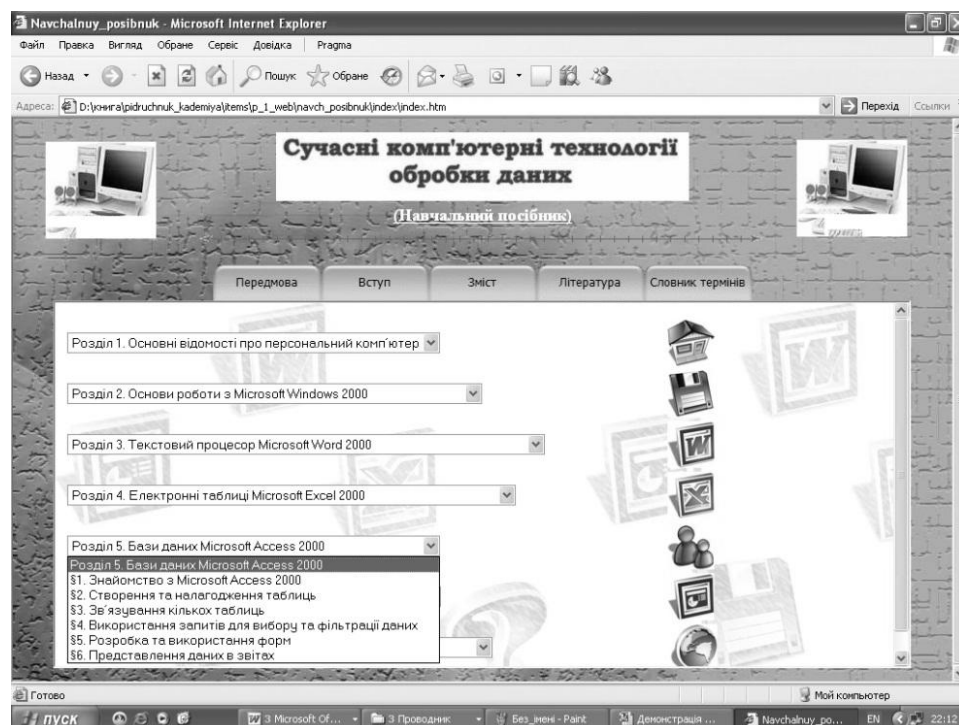 Navchalnuy_posibnuk - Microsoft Internet Explorer
Файл Правка Вигляд Обране Сервіс Довідка Pragma
Назад Пошук Обране
Адреса: D:\книга\pidruchnuk_kademiya\items\p_1_web\navch_posibnuk\index\index.htm Перехід Ссылки
Сучасні комп'ютерні технології
обробки даних
(Навчальний посібник)
Передмова Вступ Зміст Література Словник термінів
Розділ 1. Основні відомості про персональний комп´ютер
Розділ 2. Основи роботи з Microsoft Windows 2000
Розділ 3. Текстовий процесор Microsoft Word 2000
Розділ 4. Електронні таблиці Microsoft Excel 2000
Розділ 5. Бази даних Microsoft Access 2000
Розділ 5. Бази даних Microsoft Access 2000
§1. Знайомство з Microsoft Access 2000
§2. Створення та налагодження таблиць
§3. Зв´язування кількох таблиць
§4. Використання запитів для вибору та фільтрації даних
§5. Розробка та використання форм
§6. Представлення даних в звітах
Готово Мой компьютер
пуск 3 Microsoft Of... 3 Проводник Без_імені - Paint Демонстрація ... Navchalnuy_po... EN 22:12